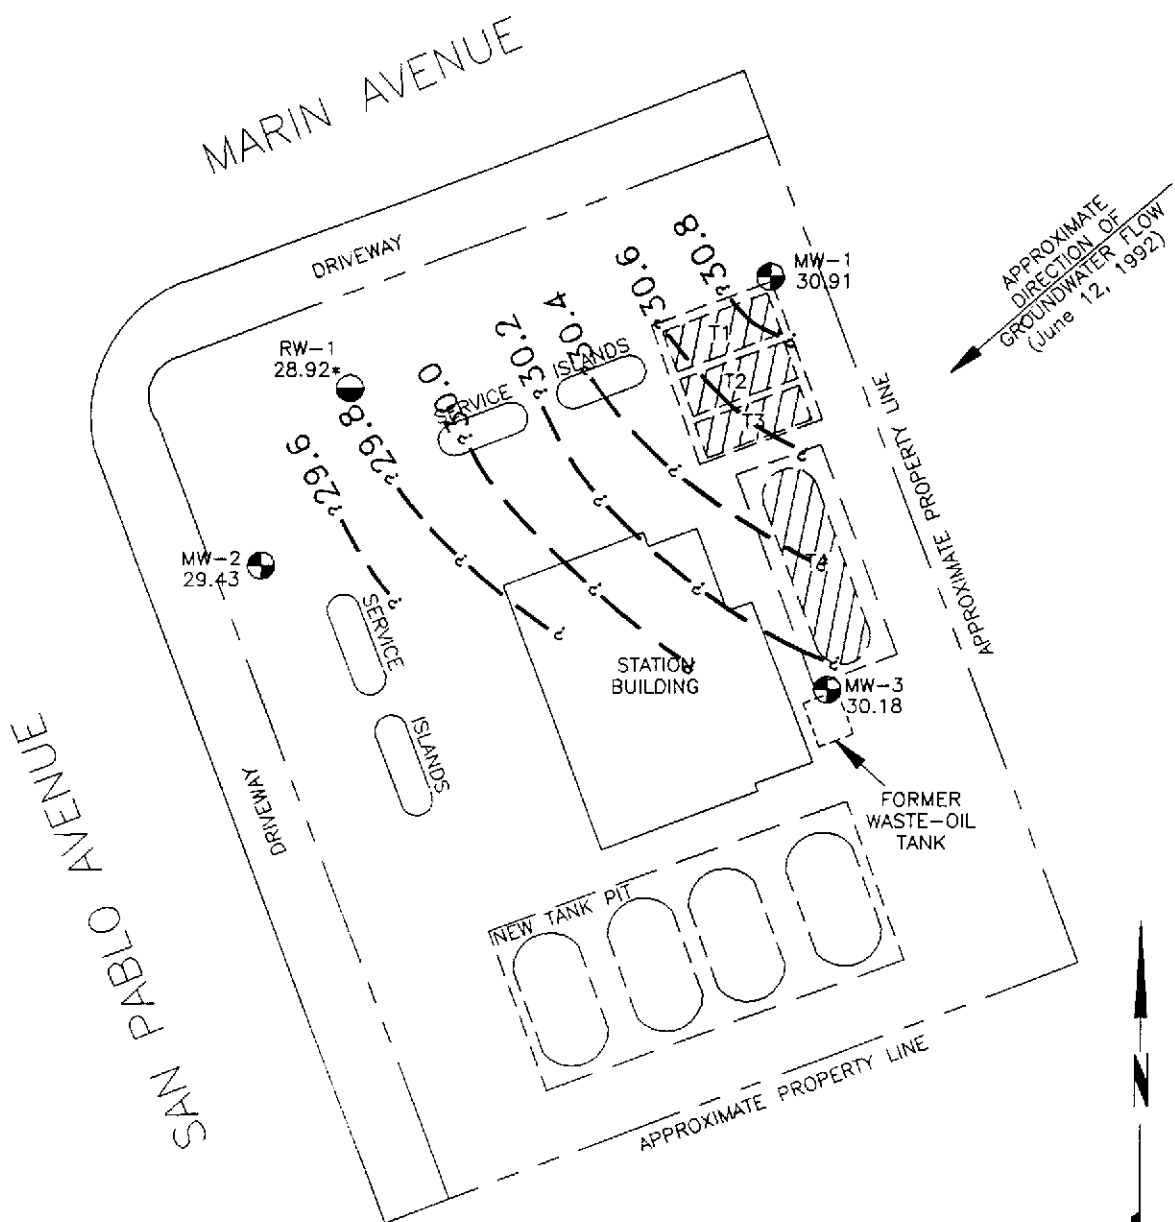 MARIN AVENUE
DRIVEWAY
?30.8
?30.6
?30.4
?30.2
?30.0
?29.8
?29.6
MW-1
30.91
APPROXIMATE
DIRECTION OF
GROUNDWATER FLOW
(June 12, 1992)
RW-1
28.92*
SERVICE
ISLANDS
T1
T2
T3
T4
APPROXIMATE PROPERTY LINE
APPROXIMATE PROPERTY LINE
MW-2
29.43
SERVICE
ISLANDS
STATION
BUILDING
MW-3
30.18
FORMER
WASTE-OIL
TANK
DRIVEWAY
SAN PABLO AVENUE
NEW TANK PIT
APPROXIMATE PROPERTY LINE
N